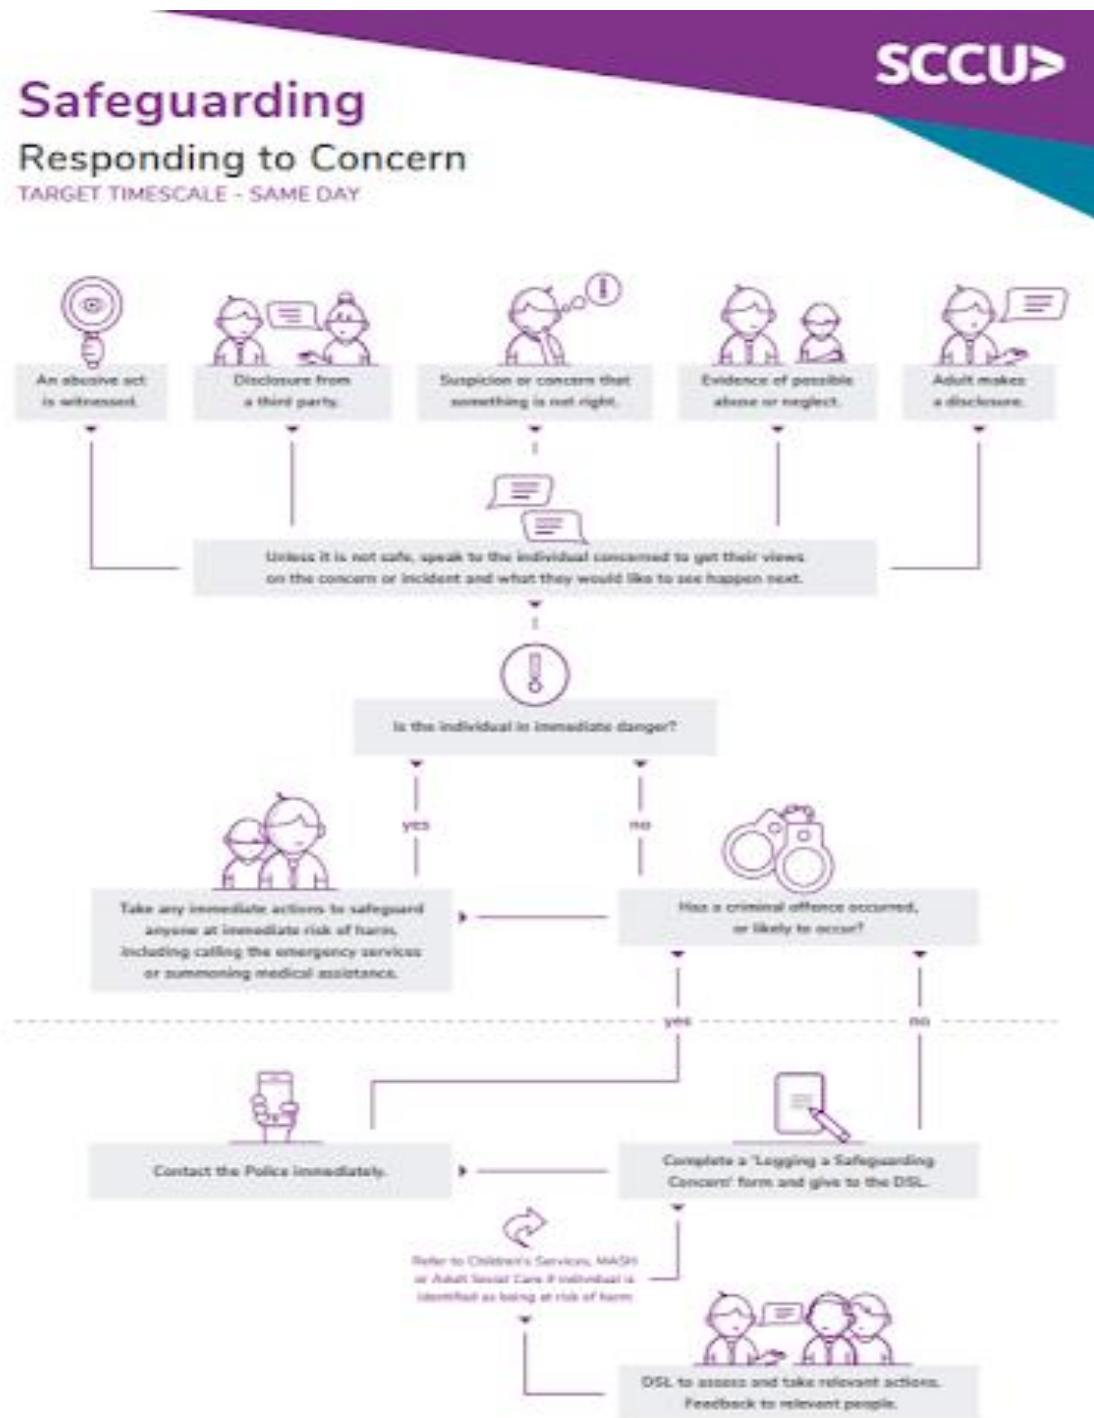 SCCU>
Safeguarding
Responding to Concern
TARGET TIMESCALE - SAME DAY
An abusive act
is witnessed.
Disclosure from
a third party.
Suspicion or concern that
something is not right.
Evidence of possible
abuse or neglect.
Adult makes
a disclosure.
Unless it is not safe, speak to the individual concerned to get their views
on the concern or incident and what they would like to see happen next.
Is the individual in immediate danger?
yes
no
Take any immediate actions to safeguard
anyone at immediate risk of harm,
including calling the emergency services
or summoning medical assistance.
Has a criminal offence occurred,
or likely to occur?
yes
no
Contact the Police immediately.
Complete a 'Logging a Safeguarding
Concern' form and give to the DSL.
Refer to Children's Services, MASH
or Adult Social Care if individual is
identified as being at risk of harm
DSL to assess and take relevant actions.
Feedback to relevant people.